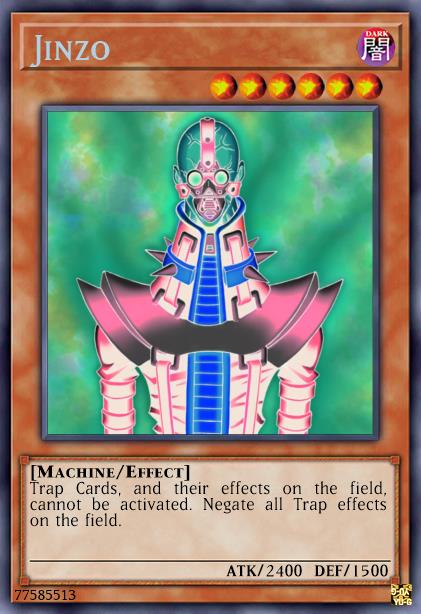 Jinzo
DARK
闇
[Machine/Effect]
Trap Cards, and their effects on the field,
cannot be activated. Negate all Trap effects
on the field.
ATK/2400 DEF/1500
77585513